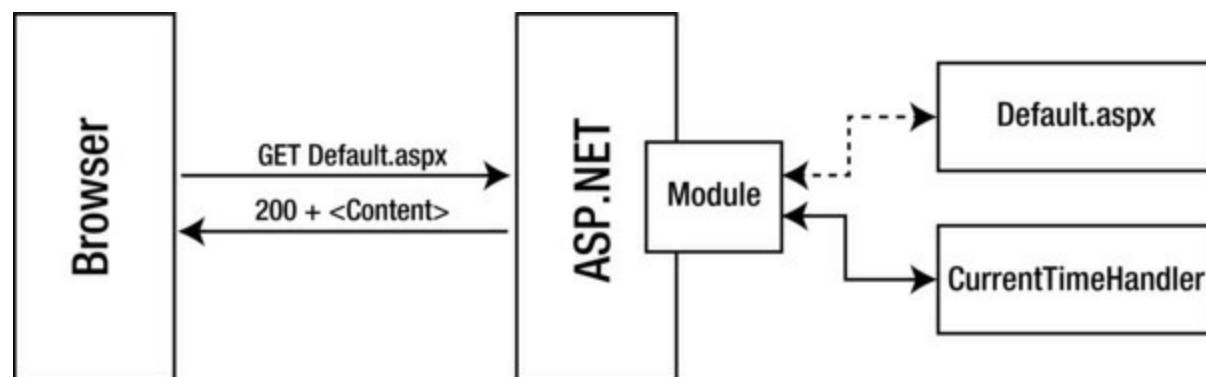 Browser
GET Default.aspx
200 + <Content>
ASP.NET
Module
Default.aspx
CurrentTimeHandler